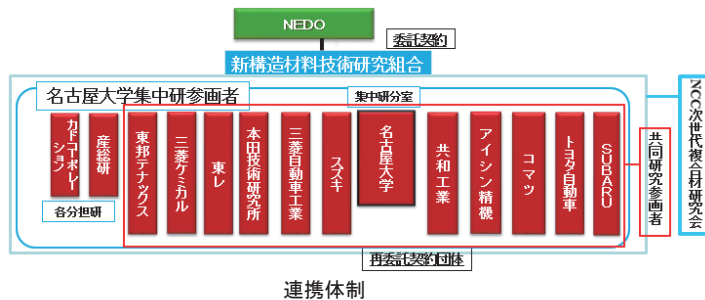 NEDO
委託契約
新構造材料技術研究組合
名古屋大学集中研参画者
集中研分室
カドコーポレー
ション
産総研
東邦テナックス
三菱ケミカル
東レ
本田技術研究所
三菱自動車工業
スズキ
名古屋大学
共和工業
アイシン精機
コマツ
トヨタ自動車
SUBARU
共同研究参画者
NCC次世代複合材研究会
各分担研
再委託契約団体
連携体制